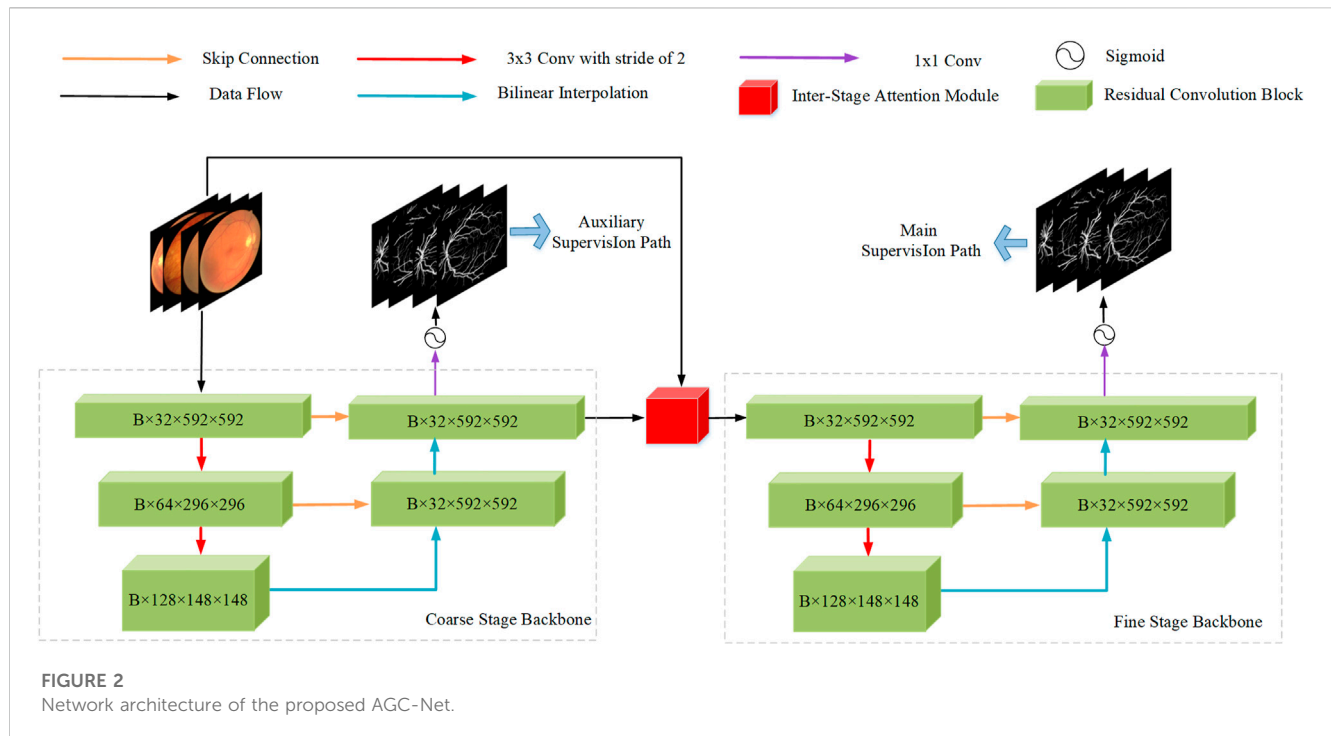 Skip Connection
3x3 Conv with stride of 2
1x1 Conv
Sigmoid
Data Flow
Bilinear Interpolation
Inter-Stage Attention Module
Residual Convolution Block
Auxiliary
SupervisIon Path
Main
SupervisIon Path
B×32×592×592
B×32×592×592
B×32×592×592
B×32×592×592
B×64×296×296
B×32×592×592
B×64×296×296
B×32×592×592
B×128×148×148
B×128×148×148
Coarse Stage Backbone
Fine Stage Backbone
FIGURE 2
Network architecture of the proposed AGC-Net.